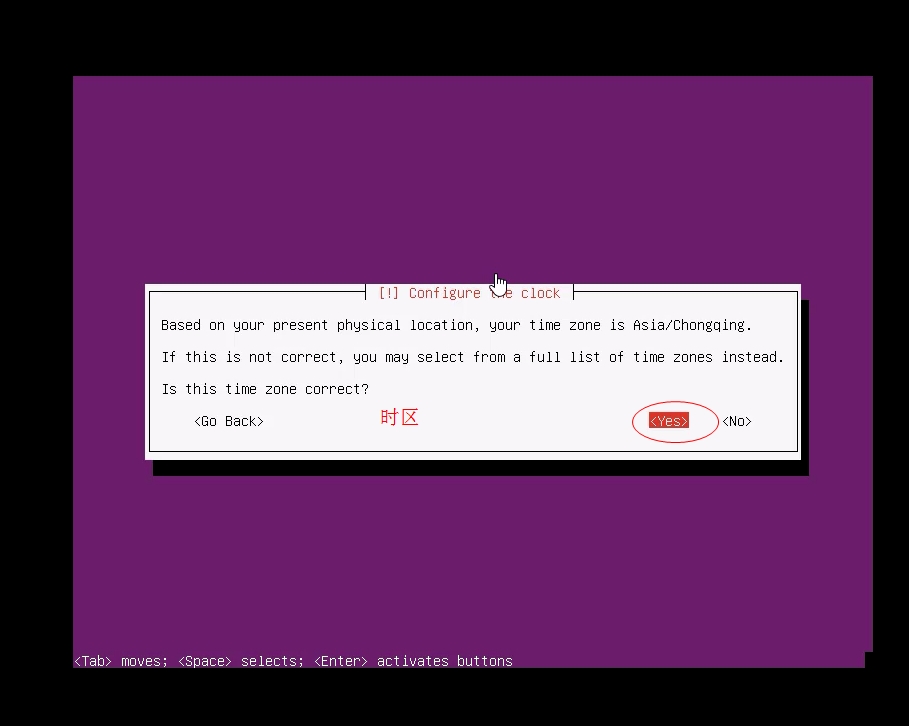 [!] Configure the clock
Based on your present physical location, your time zone is Asia/Chongqing.
If this is not correct, you may select from a full list of time zones instead.
Is this time zone correct?
<Go Back> 时区 <Yes> <No>
<Tab> moves; <Space> selects; <Enter> activates buttons